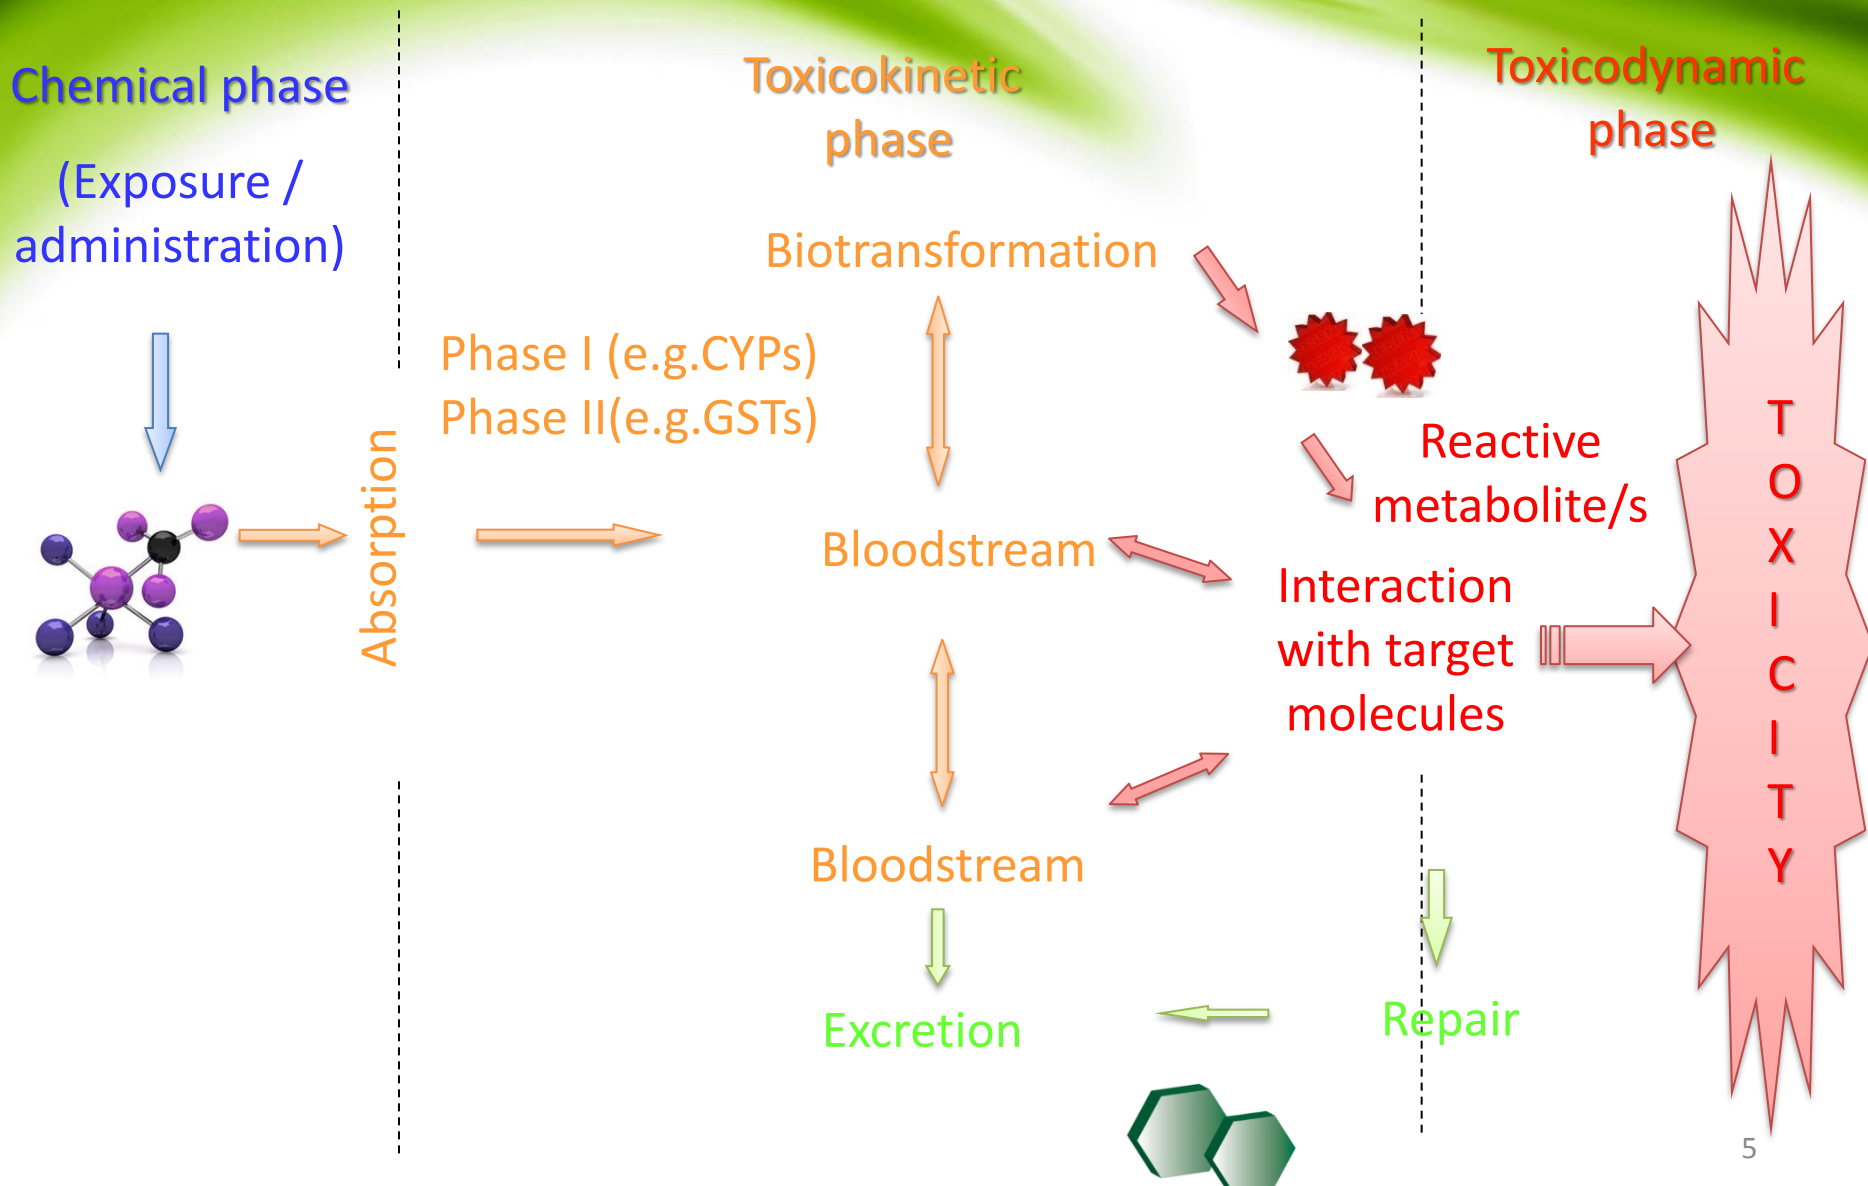 Chemical phase
(Exposure /
administration)
Absorption
Toxicokinetic
phase
Biotransformation
Phase I (e.g.CYPs)
Phase II(e.g.GSTs)
Bloodstream
Bloodstream
Excretion
Toxicodynamic
phase
Reactive
metabolite/s
Interaction
with target
molecules
Repair
T
O
X
I
C
I
T
Y
5